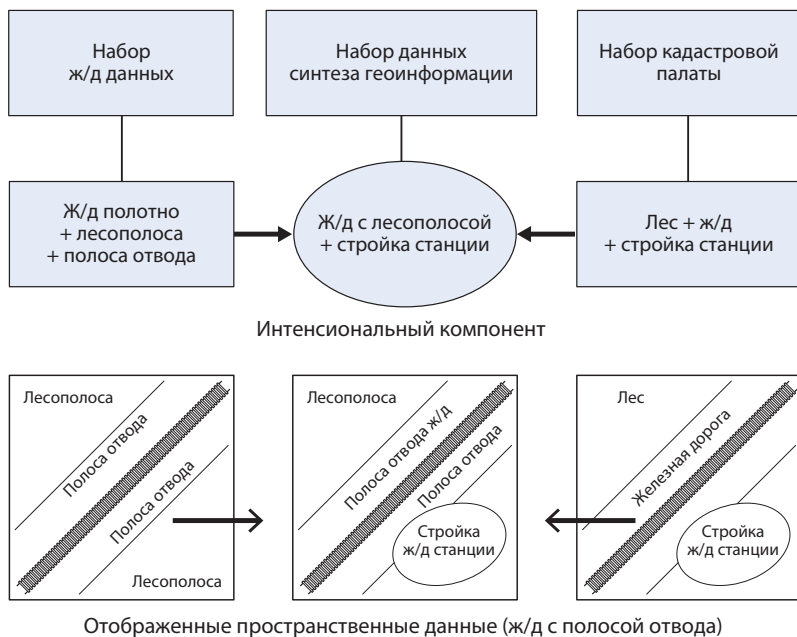 Набор
ж/д данных
Набор данных
синтеза геоинформации
Набор кадастровой
палаты
Ж/д полотно
+ лесополоса
+ полоса отвода
Ж/д с лесополосой
+ стройка станции
Лес + ж/д
+ стройка станции
Интенсиональный компонент
Лесополоса
Полоса отвода
Полоса отвода
Лесополоса
Лесополоса
Полоса отвода ж/д
Полоса отвода
Стройка
ж/д станции
Лес
Железная дорога
Стройка
ж/д станции
Отображенные пространственные данные (ж/д с полосой отвода)